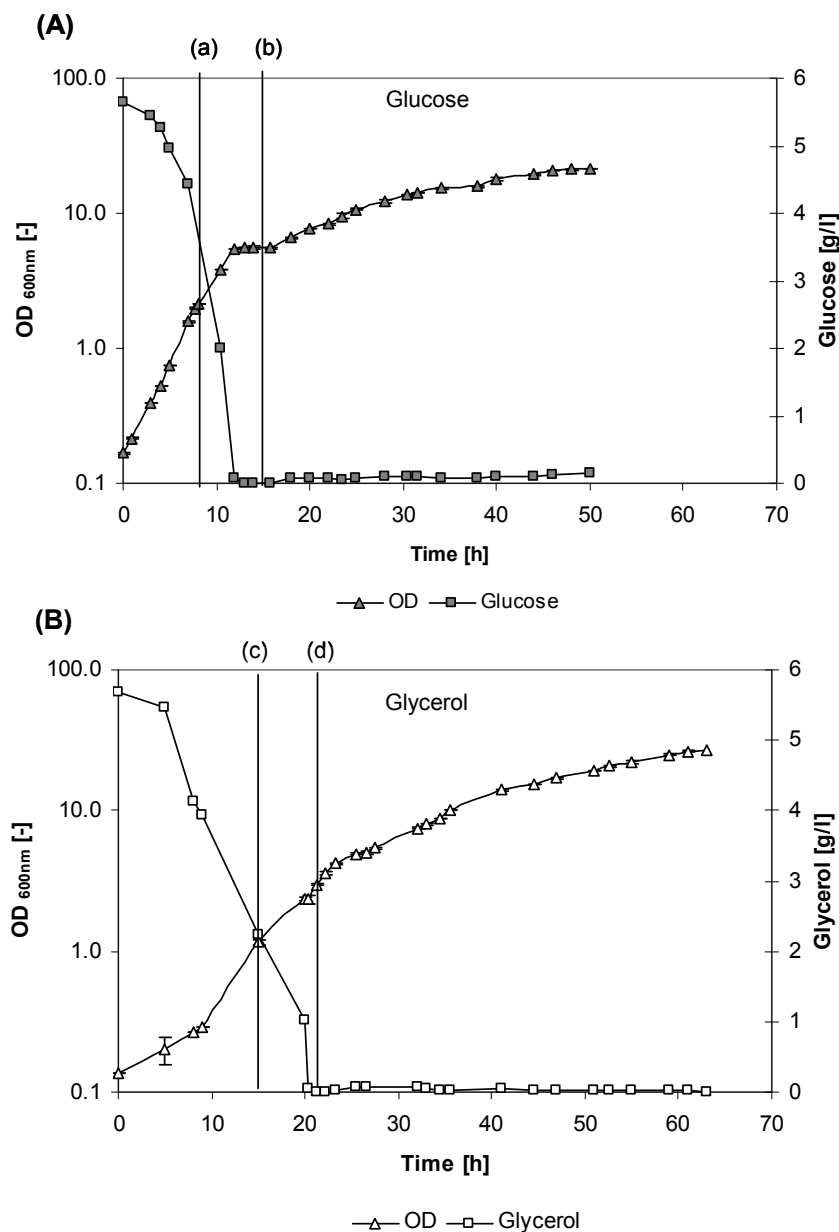 (A)
(a) (b)
100.0 6
Glucose
5
10.0 4
OD 600nm [-]
3
Glucose [g/l]
1.0 2
1
0.1 0
0 10 20 30 40 50 60 70
Time [h]
OD Glucose
(B)
(c) (d)
100.0 6
Glycerol
5
10.0 4
OD 600nm [-]
3
Glycerol [g/l]
1.0 2
1
0.1 0
0 10 20 30 40 50 60 70
Time [h]
OD Glycerol